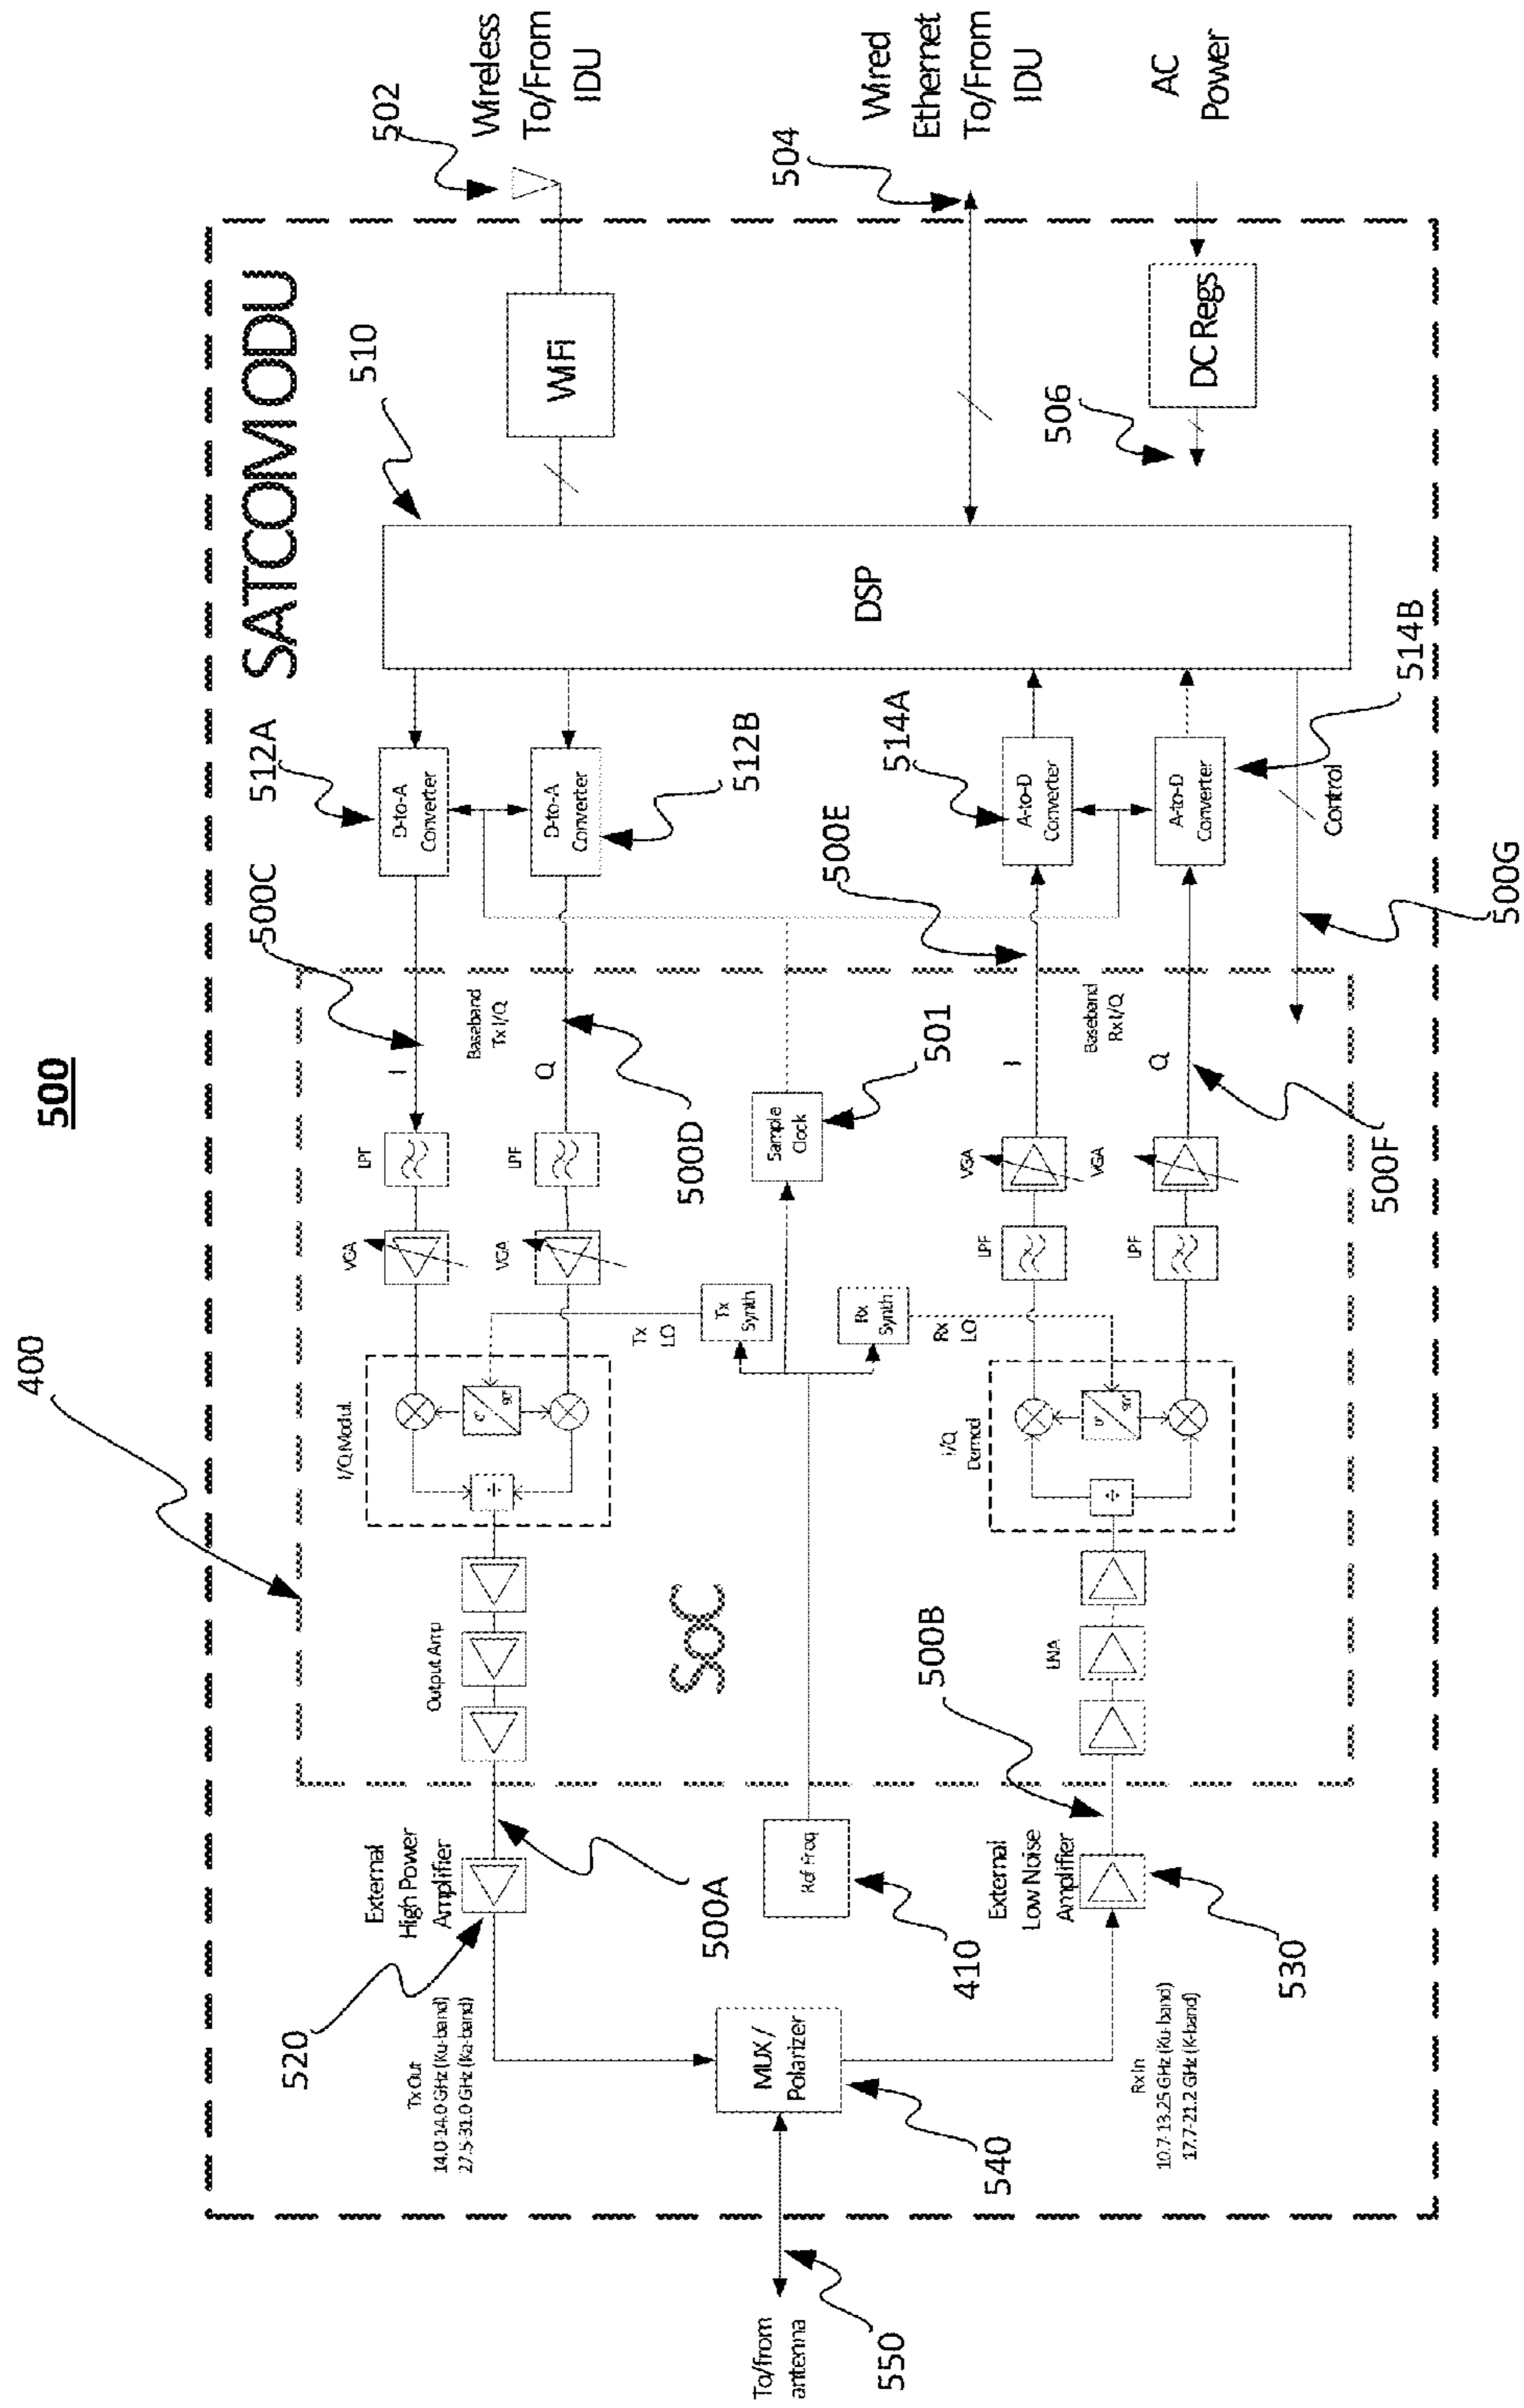 500
SATCOM ODU
400
SoC
To/from
antenna
550
MUX /
Polarizer
540
Tx Out
14.0-14.0 GHz (Ku-band)
27.5-31.0 GHz (Ka-band)
520
External
High Power
Amplifier
500A
Output Amp
I/Q Modul.
0°
90°
÷
VGA
LPF
VGA
LPF
I
Q
Baseband
Tx I/Q
500C
500D
512A
D-to-A
Converter
D-to-A
Converter
512B
510
DSP
WiFi
502
Wireless
To/From
IDU
504
Wired
Ethernet
To/From
IDU
506
DC Regs
AC
Power
Ref Freq
410
Tx
LO
Tx
Synth
Rx
Synth
Rx
LO
Sample
Clock
501
Rx In
10.7-13.25 GHz (Ku-band)
17.7-21.2 GHz (K-band)
External
Low Noise
Amplifier
530
500B
LNA
I/Q
Demod
÷
0°
90°
LPF
VGA
LPF
VGA
I
Q
Baseband
Rx I/Q
500E
500F
514A
A-to-D
Converter
A-to-D
Converter
514B
Control
500G